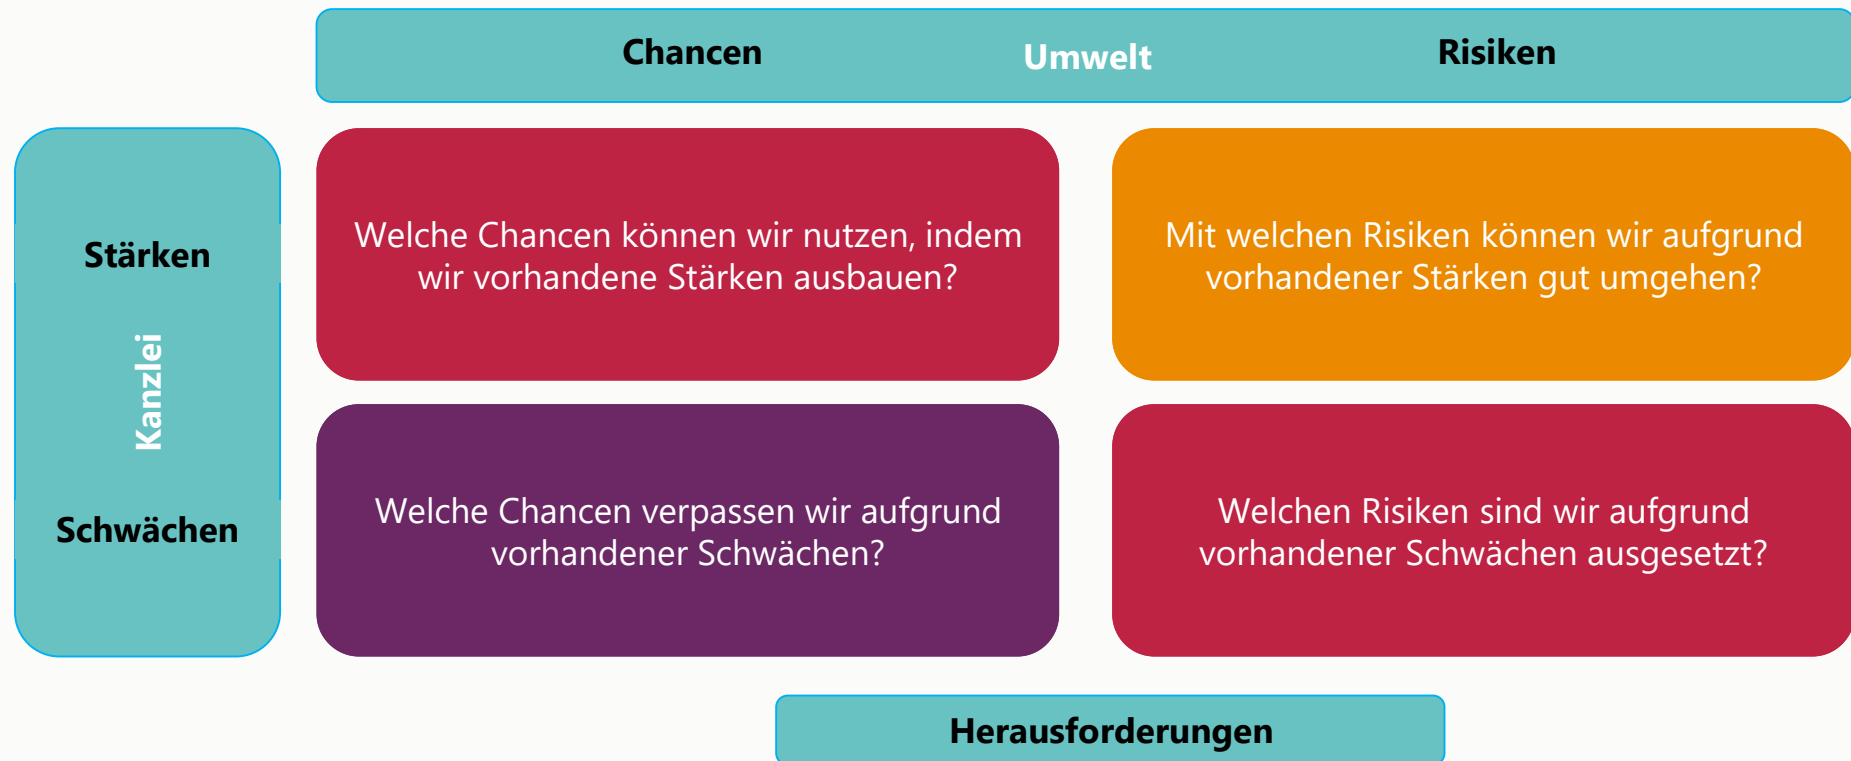 Chancen
Umwelt
Risiken
Stärken
Kanzlei
Schwächen
Welche Chancen können wir nutzen, indem
wir vorhandene Stärken ausbauen?
Mit welchen Risiken können wir aufgrund
vorhandener Stärken gut umgehen?
Welche Chancen verpassen wir aufgrund
vorhandener Schwächen?
Welchen Risiken sind wir aufgrund
vorhandener Schwächen ausgesetzt?
Herausforderungen